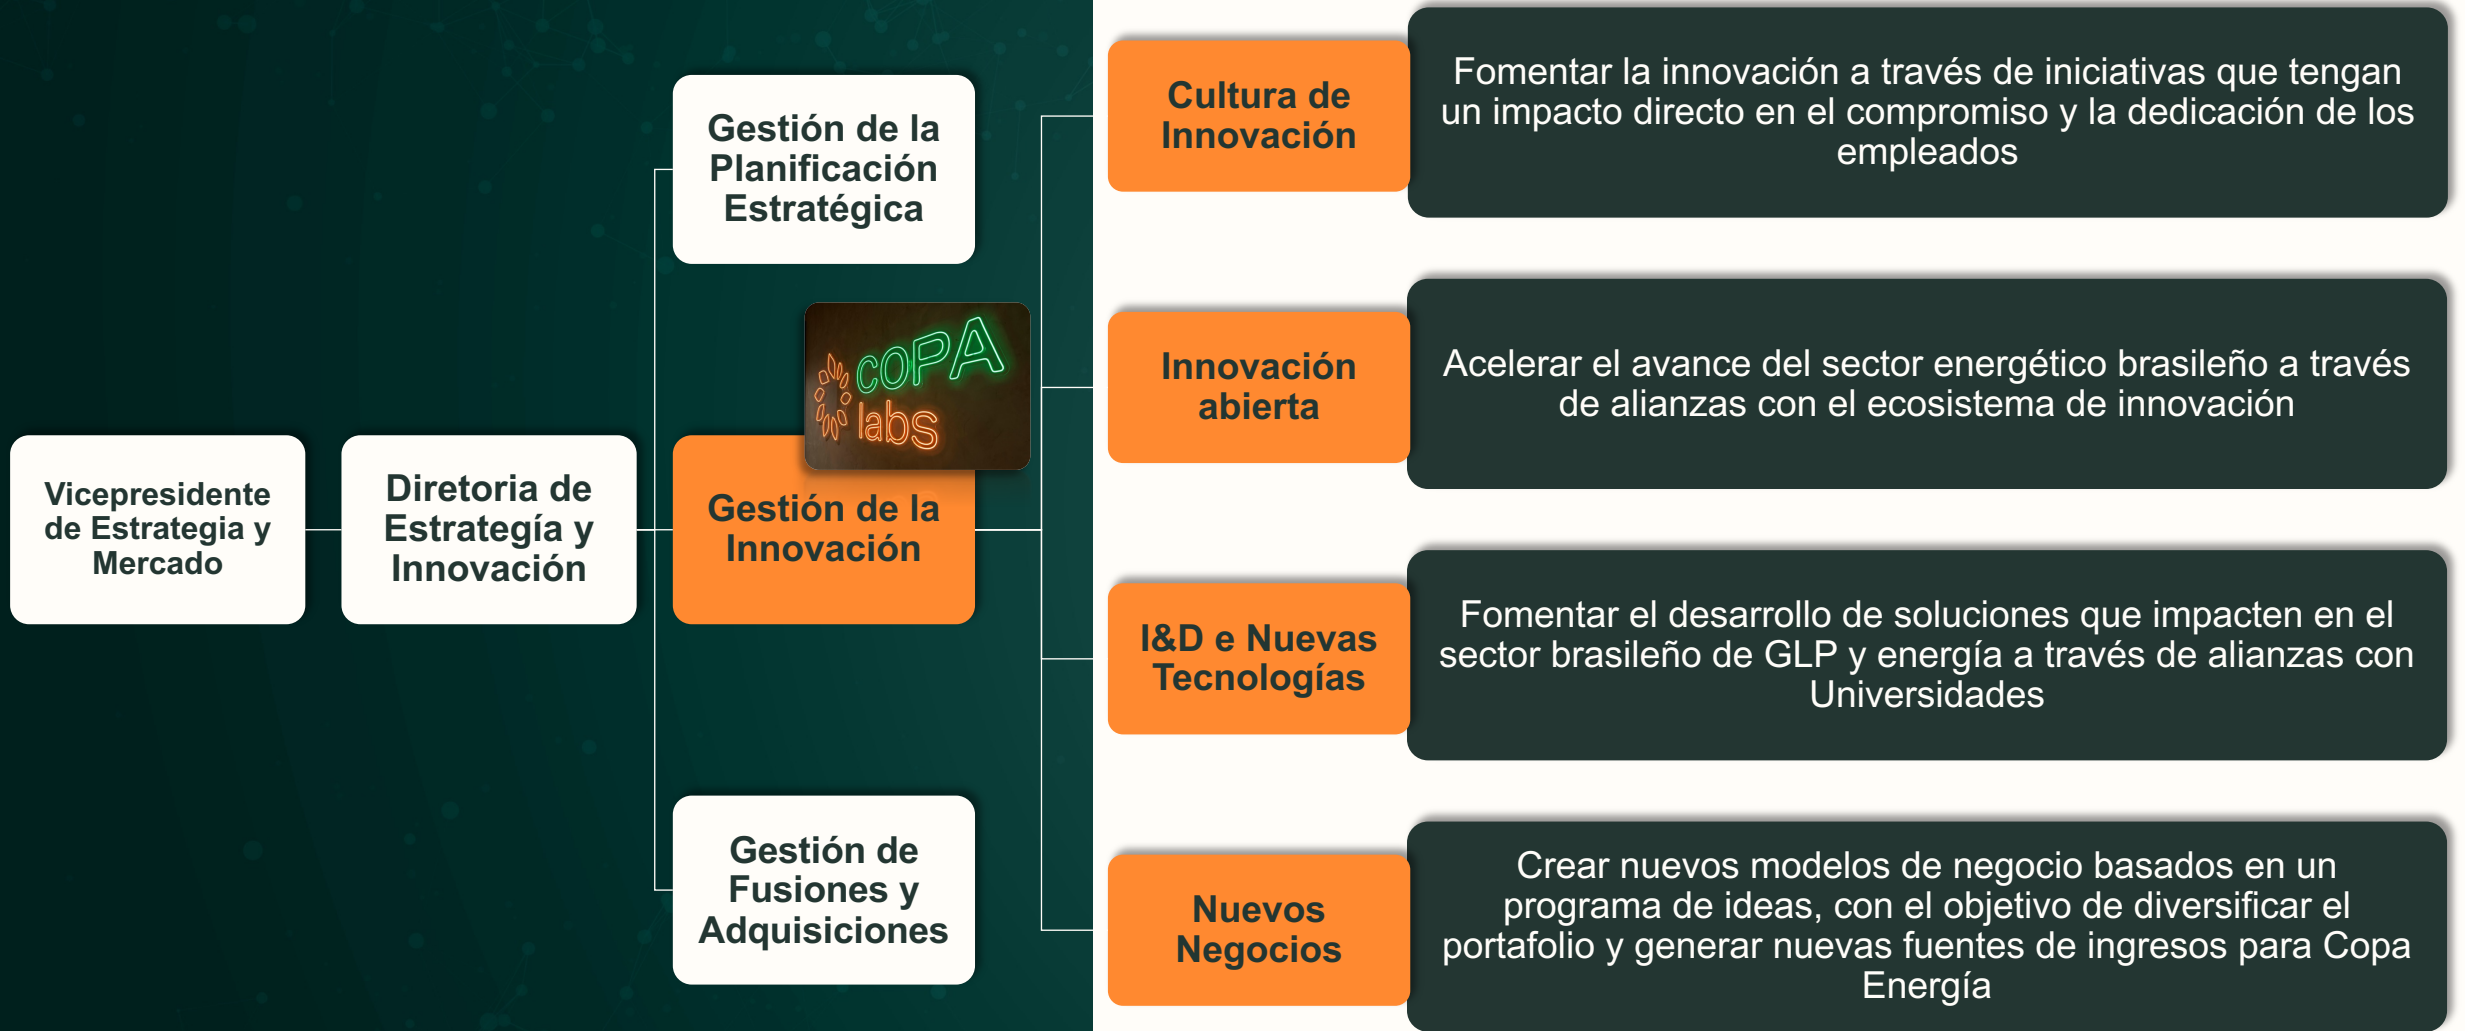 Vicepresidente
de Estrategia y
Mercado
Diretoria de
Estrategía y
Innovación
Gestión de la
Planificación
Estratégica
COPA
labs
Gestión de la
Innovación
Gestión de
Fusiones y
Adquisiciones
Cultura de
Innovación
Fomentar la innovación a través de iniciativas que tengan
un impacto directo en el compromiso y la dedicación de los
empleados
Innovación
abierta
Acelerar el avance del sector energético brasileño a través
de alianzas con el ecosistema de innovación
I&D e Nuevas
Tecnologías
Fomentar el desarrollo de soluciones que impacten en el
sector brasileño de GLP y energía a través de alianzas con
Universidades
Nuevos
Negocios
Crear nuevos modelos de negocio basados en un
programa de ideas, con el objetivo de diversificar el
portafolio y generar nuevas fuentes de ingresos para Copa
Energía